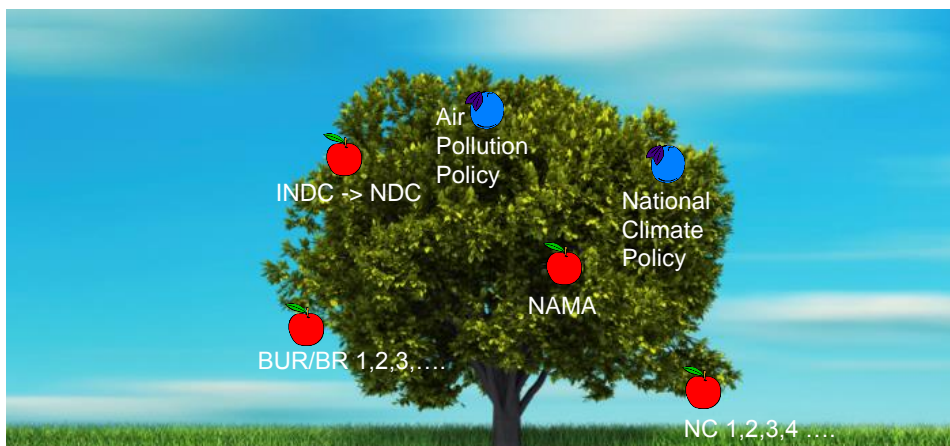 Air
Pollution
Policy
INDC -> NDC
National
Climate
Policy
NAMA
BUR/BR 1,2,3,....
NC 1,2,3,4 ....